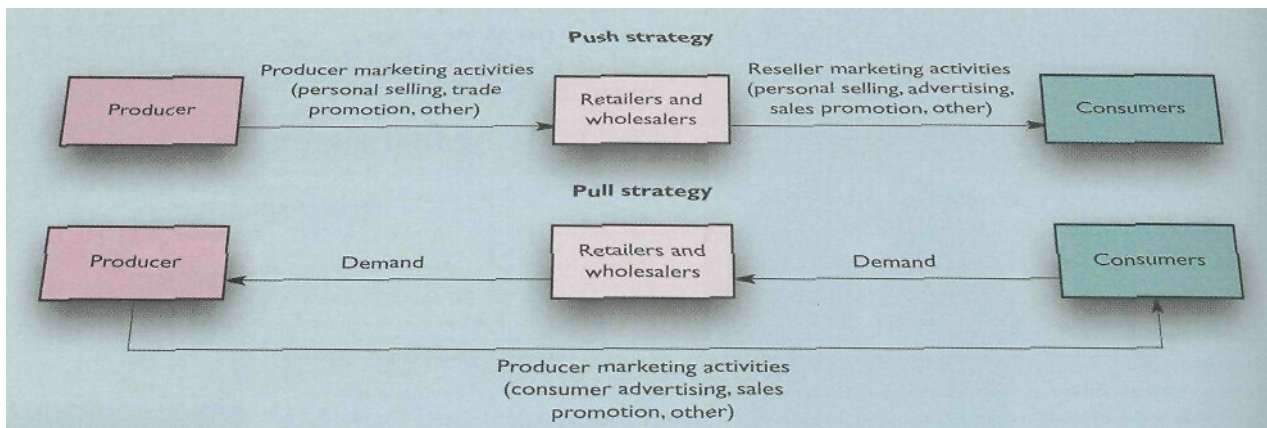 Push strategy
Producer marketing activities
(personal selling, trade
promotion, other)
Reseller marketing activities
(personal selling, advertising,
sales promotion, other)
Producer
Retailers and
wholesalers
Consumers
Pull strategy
Producer
Demand
Retailers and
wholesalers
Demand
Consumers
Producer marketing activities
(consumer advertising, sales
promotion, other)